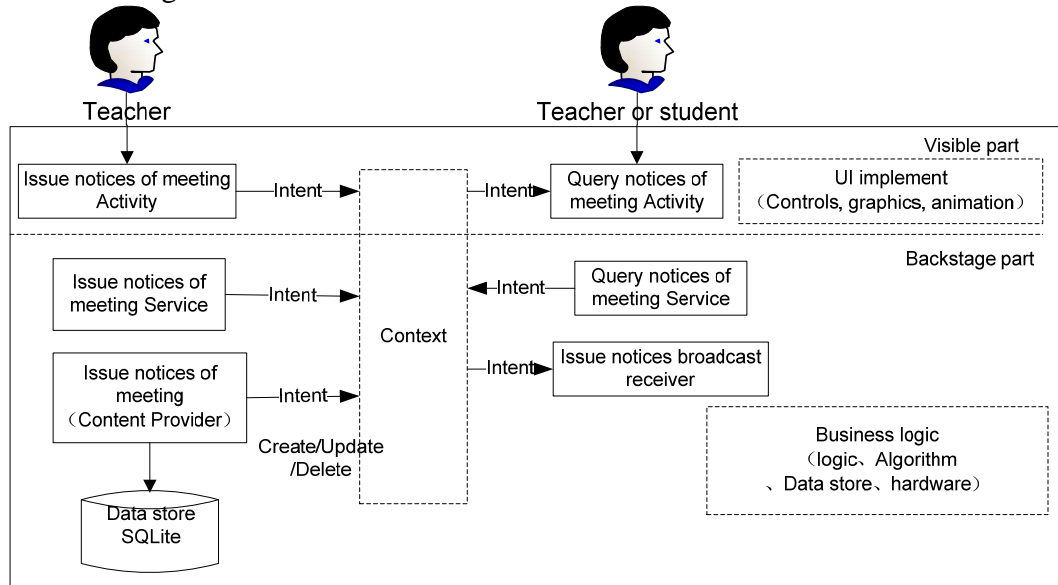 Teacher
Teacher or student
Visible part
Issue notices of meeting
Activity
Intent
Intent
Query notices of
meeting Activity
UI implement
（Controls, graphics, animation）
Backstage part
Issue notices of
meeting Service
Intent
Context
Intent
Query notices of
meeting Service
Issue notices of
meeting
（Content Provider）
Intent
Intent
Issue notices broadcast
receiver
Create/Update
/Delete
Business logic
（logic、Algorithm
、Data store、hardware）
Data store
SQLite